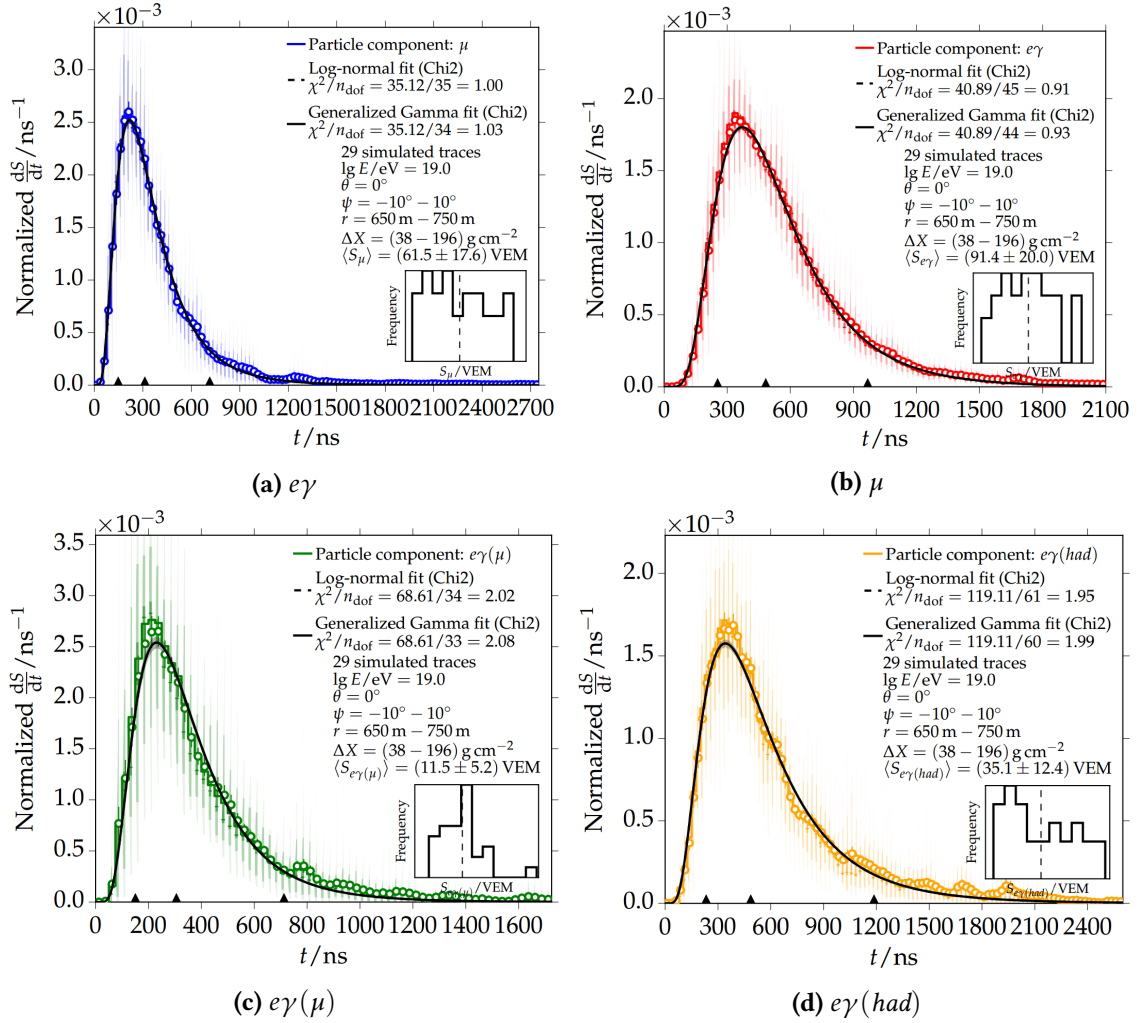 ×10⁻³
Normalized dS/dt /ns⁻¹
3.0
2.5
2.0
1.5
1.0
0.5
0.0
Particle component: μ
Log-normal fit (Chi2)
χ²/n_dof = 35.12/35 = 1.00
Generalized Gamma fit (Chi2)
χ²/n_dof = 35.12/34 = 1.03
29 simulated traces
lg E/eV = 19.0
θ = 0°
ψ = −10° − 10°
r = 650 m − 750 m
ΔX = (38 − 196) g cm⁻²
⟨S_μ⟩ = (61.5 ± 17.6) VEM
Frequency
S_μ/VEM
0 300 600 900 1200 1500 1800 2100 2400 2700
t/ns
(a) eγ
×10⁻³
Normalized dS/dt /ns⁻¹
2.0
1.5
1.0
0.5
0.0
Particle component: eγ
Log-normal fit (Chi2)
χ²/n_dof = 40.89/45 = 0.91
Generalized Gamma fit (Chi2)
χ²/n_dof = 40.89/44 = 0.93
29 simulated traces
lg E/eV = 19.0
θ = 0°
ψ = −10° − 10°
r = 650 m − 750 m
ΔX = (38 − 196) g cm⁻²
⟨S_eγ⟩ = (91.4 ± 20.0) VEM
Frequency
/VEM
0 300 600 900 1200 1500 1800 2100
t/ns
(b) μ
×10⁻³
Normalized dS/dt /ns⁻¹
3.5
3.0
2.5
2.0
1.5
1.0
0.5
0.0
Particle component: eγ(μ)
Log-normal fit (Chi2)
χ²/n_dof = 68.61/34 = 2.02
Generalized Gamma fit (Chi2)
χ²/n_dof = 68.61/33 = 2.08
29 simulated traces
lg E/eV = 19.0
θ = 0°
ψ = −10° − 10°
r = 650 m − 750 m
ΔX = (38 − 196) g cm⁻²
⟨S_eγ(μ)⟩ = (11.5 ± 5.2) VEM
Frequency
S_eγ(μ)/VEM
0 200 400 600 800 1000 1200 1400 1600
t/ns
(c) eγ(μ)
×10⁻³
Normalized dS/dt /ns⁻¹
2.0
1.5
1.0
0.5
0.0
Particle component: eγ(had)
Log-normal fit (Chi2)
χ²/n_dof = 119.11/61 = 1.95
Generalized Gamma fit (Chi2)
χ²/n_dof = 119.11/60 = 1.99
29 simulated traces
lg E/eV = 19.0
θ = 0°
ψ = −10° − 10°
r = 650 m − 750 m
ΔX = (38 − 196) g cm⁻²
⟨S_eγ(had)⟩ = (35.1 ± 12.4) VEM
Frequency
S_eγ(had)/VEM
0 300 600 900 1200 1500 1800 2100 2400
t/ns
(d) eγ(had)